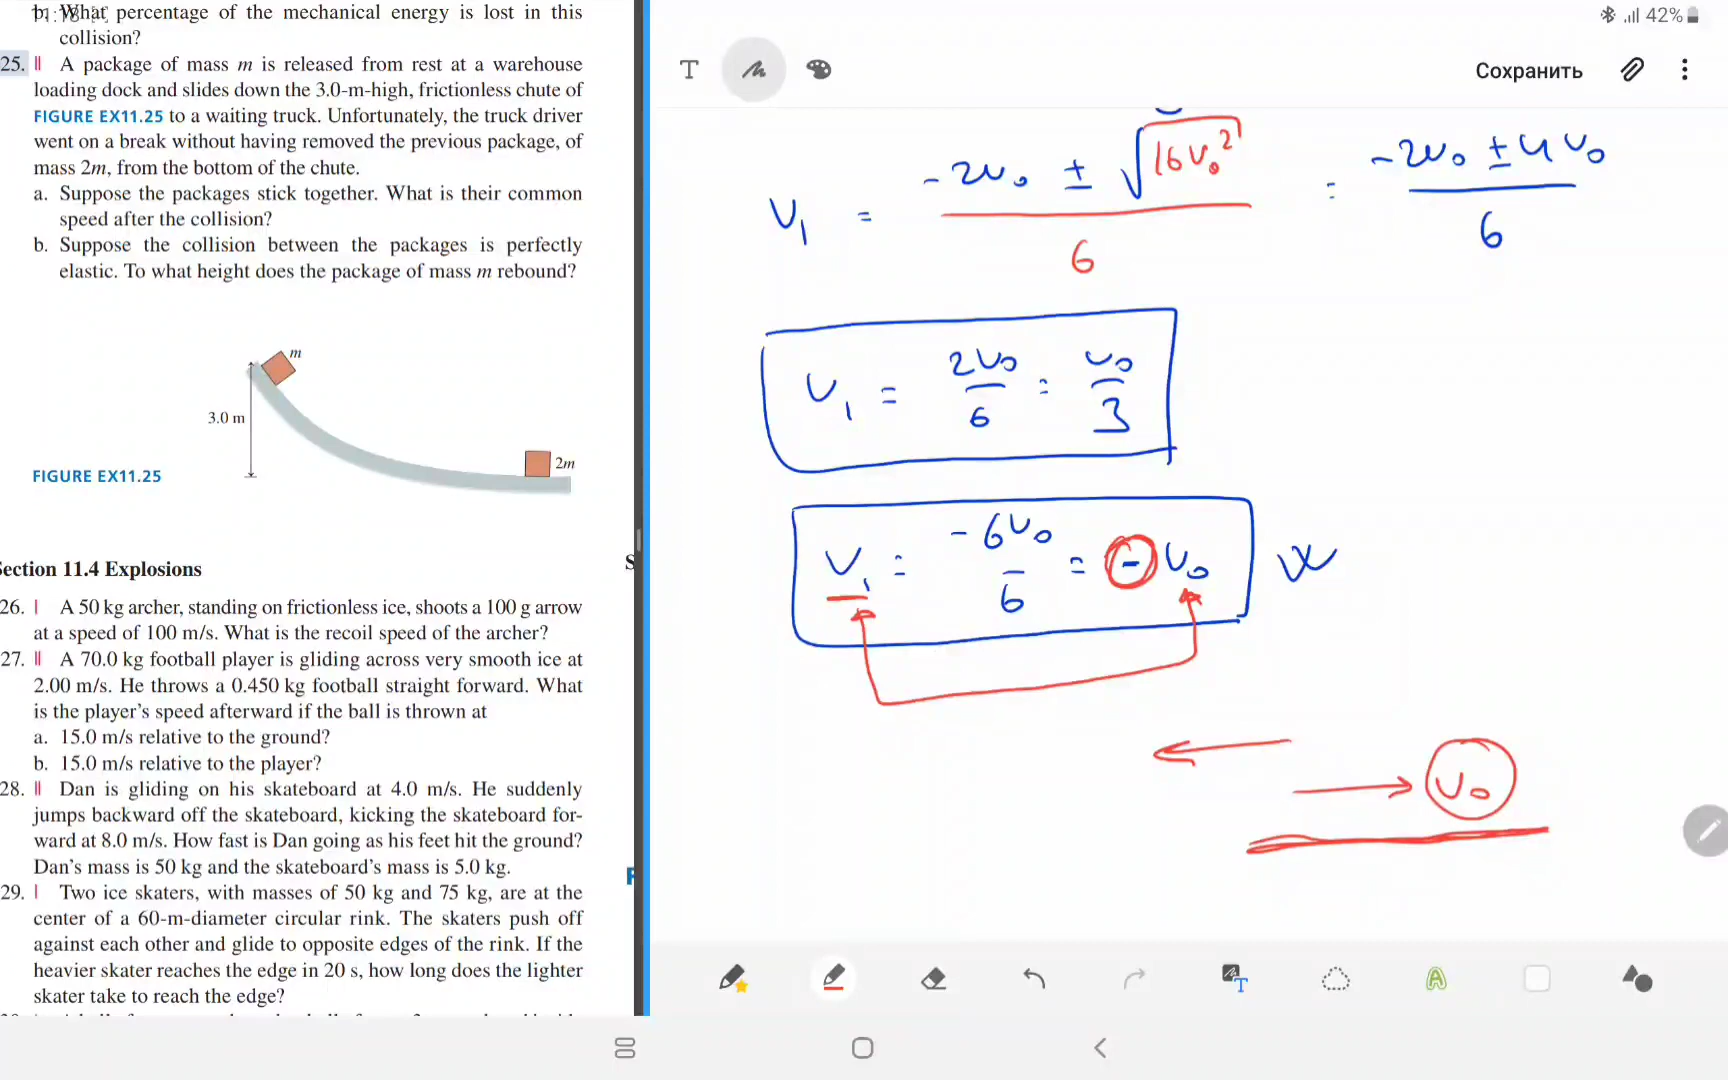 b. What percentage of the mechanical energy is lost in this
collision?
25. || A package of mass m is released from rest at a warehouse
loading dock and slides down the 3.0-m-high, frictionless chute of
FIGURE EX11.25 to a waiting truck. Unfortunately, the truck driver
went on a break without having removed the previous package, of
mass 2m, from the bottom of the chute.
a. Suppose the packages stick together. What is their common
speed after the collision?
b. Suppose the collision between the packages is perfectly
elastic. To what height does the package of mass m rebound?
m
3.0 m
2m
FIGURE EX11.25
Section 11.4 Explosions
26. | A 50 kg archer, standing on frictionless ice, shoots a 100 g arrow
at a speed of 100 m/s. What is the recoil speed of the archer?
27. || A 70.0 kg football player is gliding across very smooth ice at
2.00 m/s. He throws a 0.450 kg football straight forward. What
is the player's speed afterward if the ball is thrown at
a. 15.0 m/s relative to the ground?
b. 15.0 m/s relative to the player?
28. || Dan is gliding on his skateboard at 4.0 m/s. He suddenly
jumps backward off the skateboard, kicking the skateboard for-
ward at 8.0 m/s. How fast is Dan going as his feet hit the ground?
Dan's mass is 50 kg and the skateboard's mass is 5.0 kg.
29. | Two ice skaters, with masses of 50 kg and 75 kg, are at the
center of a 60-m-diameter circular rink. The skaters push off
against each other and glide to opposite edges of the rink. If the
heavier skater reaches the edge in 20 s, how long does the lighter
skater take to reach the edge?
42%
T
Сохранить
v₁ = (-2v₀ ± √(16v₀²)) / 6 = (-2v₀ ± 4v₀) / 6
v₁ = 2v₀/6 = v₀/3
v₁ = -6v₀/6 = -v₀
v₀
T
A